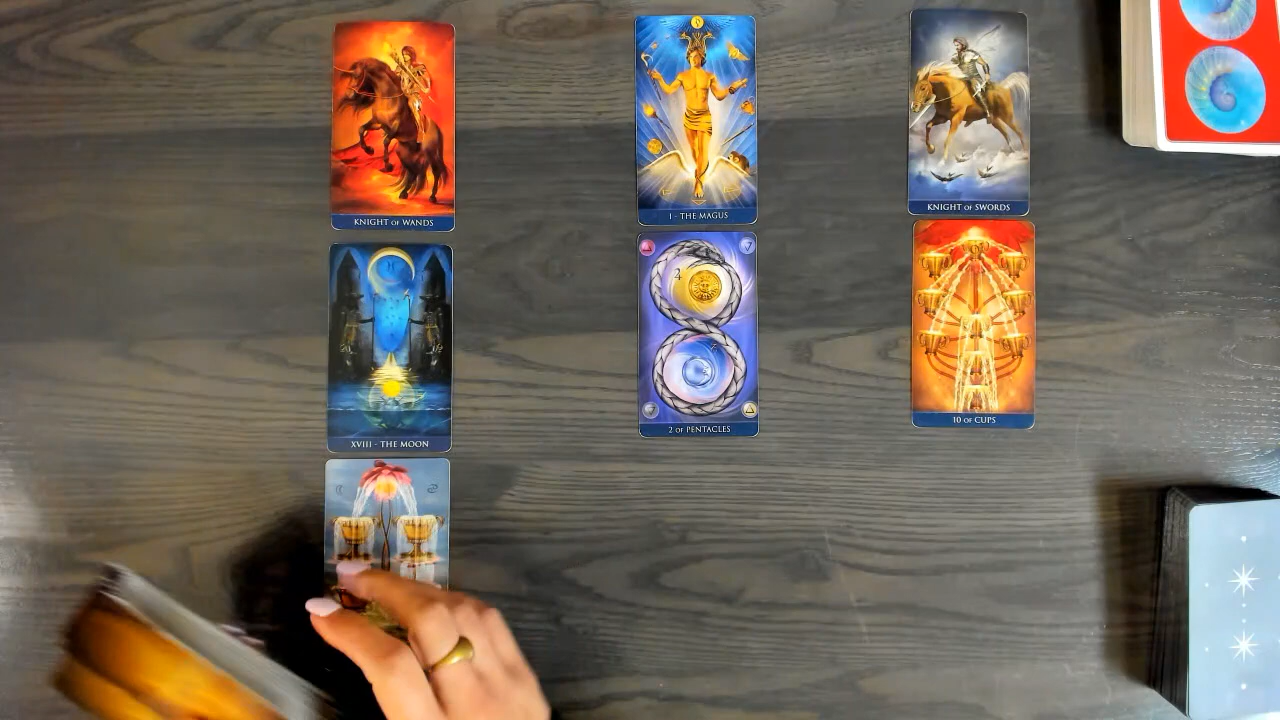 KNIGHT OF WANDS
I - THE MAGUS
KNIGHT OF SWORDS
XVIII - THE MOON
2 OF PENTACLES
10 OF CUPS